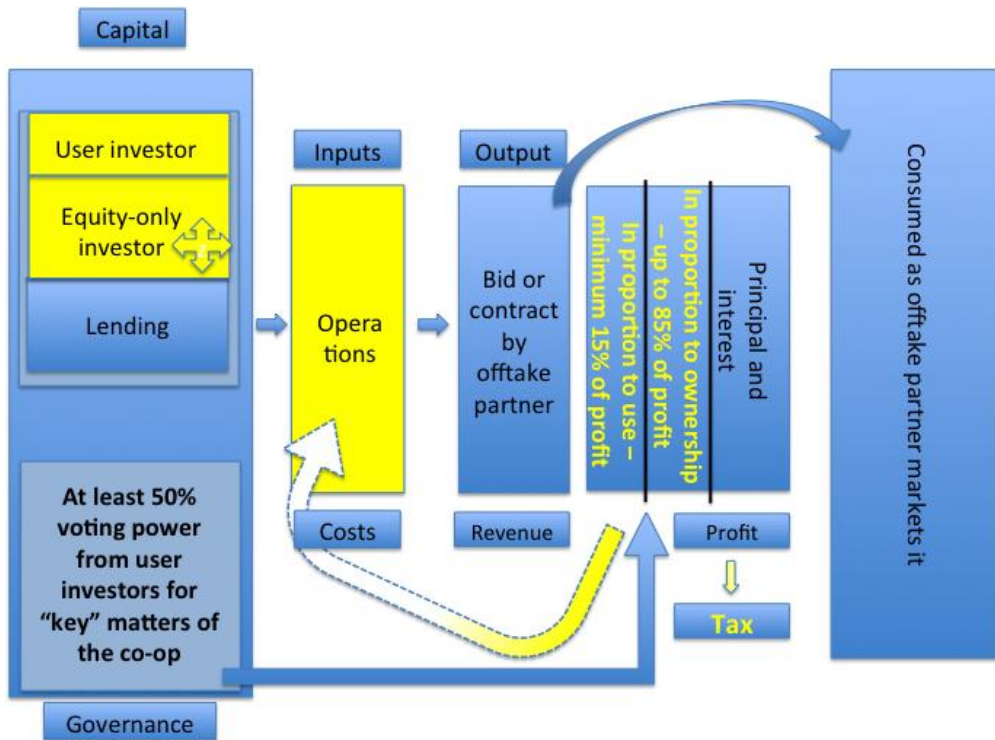 Capital
User investor
Equity-only
investor
Lending
At least 50%
voting power
from user
investors for
“key” matters of
the co-op
Governance
Inputs
Opera
tions
Costs
Output
Bid or
contract
by
offtake
partner
Revenue
In proportion to use –
minimum 15% of profit
In proportion to ownership
– up to 85% of profit
Principal and
interest
Profit
Tax
Consumed as offtake partner markets it